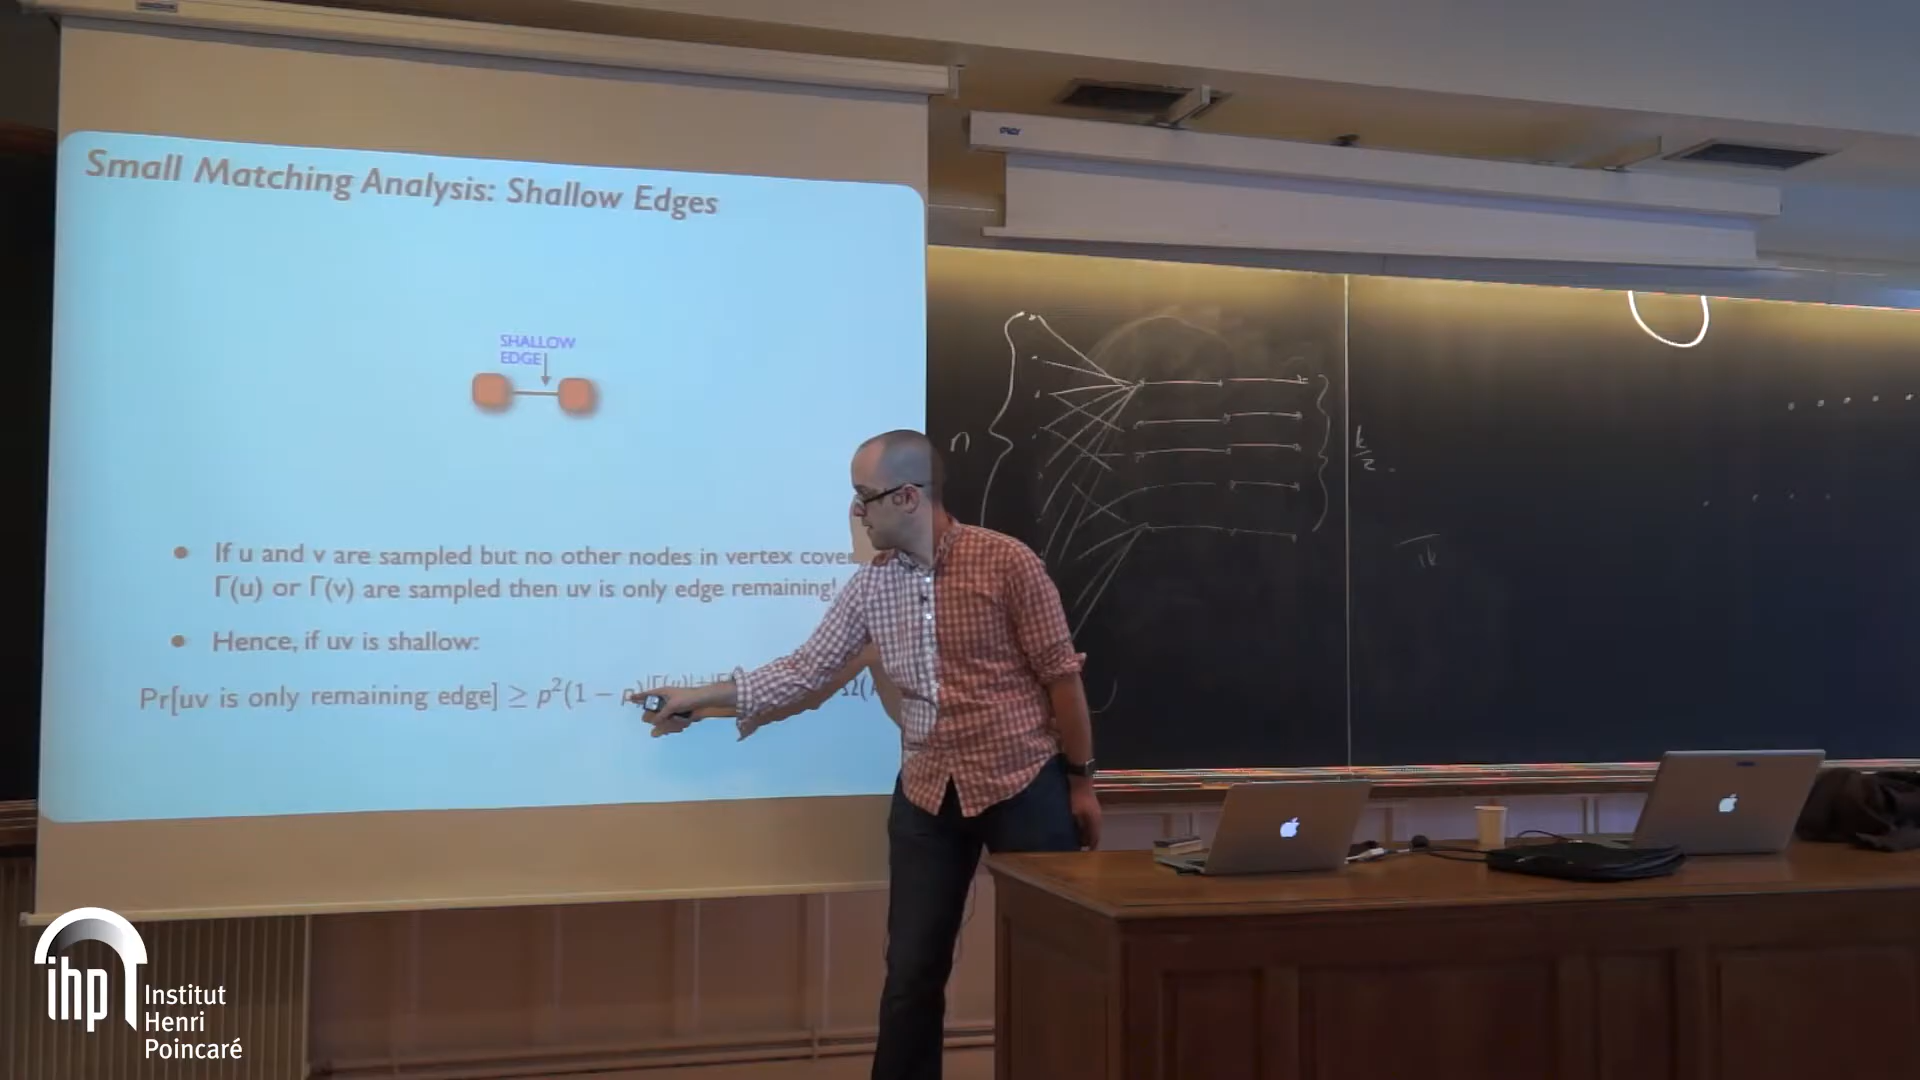 Small Matching Analysis: Shallow Edges
SHALLOW
EDGE
If u and v are sampled but no other nodes in vertex cove
Γ(u) or Γ(v) are sampled then uv is only edge remaining!
Hence, if uv is shallow:
Pr[uv is only remaining edge] ≥ p²(1 − p)
n
k/2
ihp
Institut
Henri
Poincaré